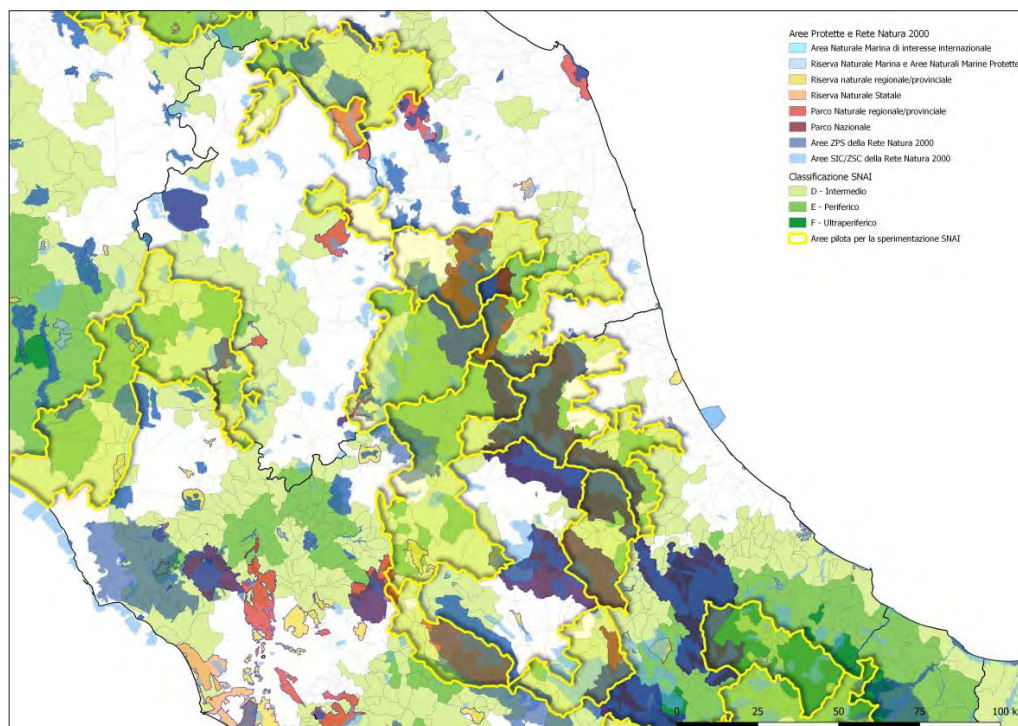 Aree Protette e Rete Natura 2000
Area Naturale Marina di interesse internazionale
Riserva Naturale Marina e Aree Naturali Marine Protette
Riserva naturale regionale/provinciale
Riserva Naturale Statale
Parco Naturale regionale/provinciale
Parco Nazionale
Aree ZPS della Rete Natura 2000
Aree SIC/ZSC della Rete Natura 2000
Classificazione SNAI
D - Intermedio
E - Periferico
F - Ultraperiferico
Aree pilota per la sperimentazione SNAI
0 25 50 75 100 k